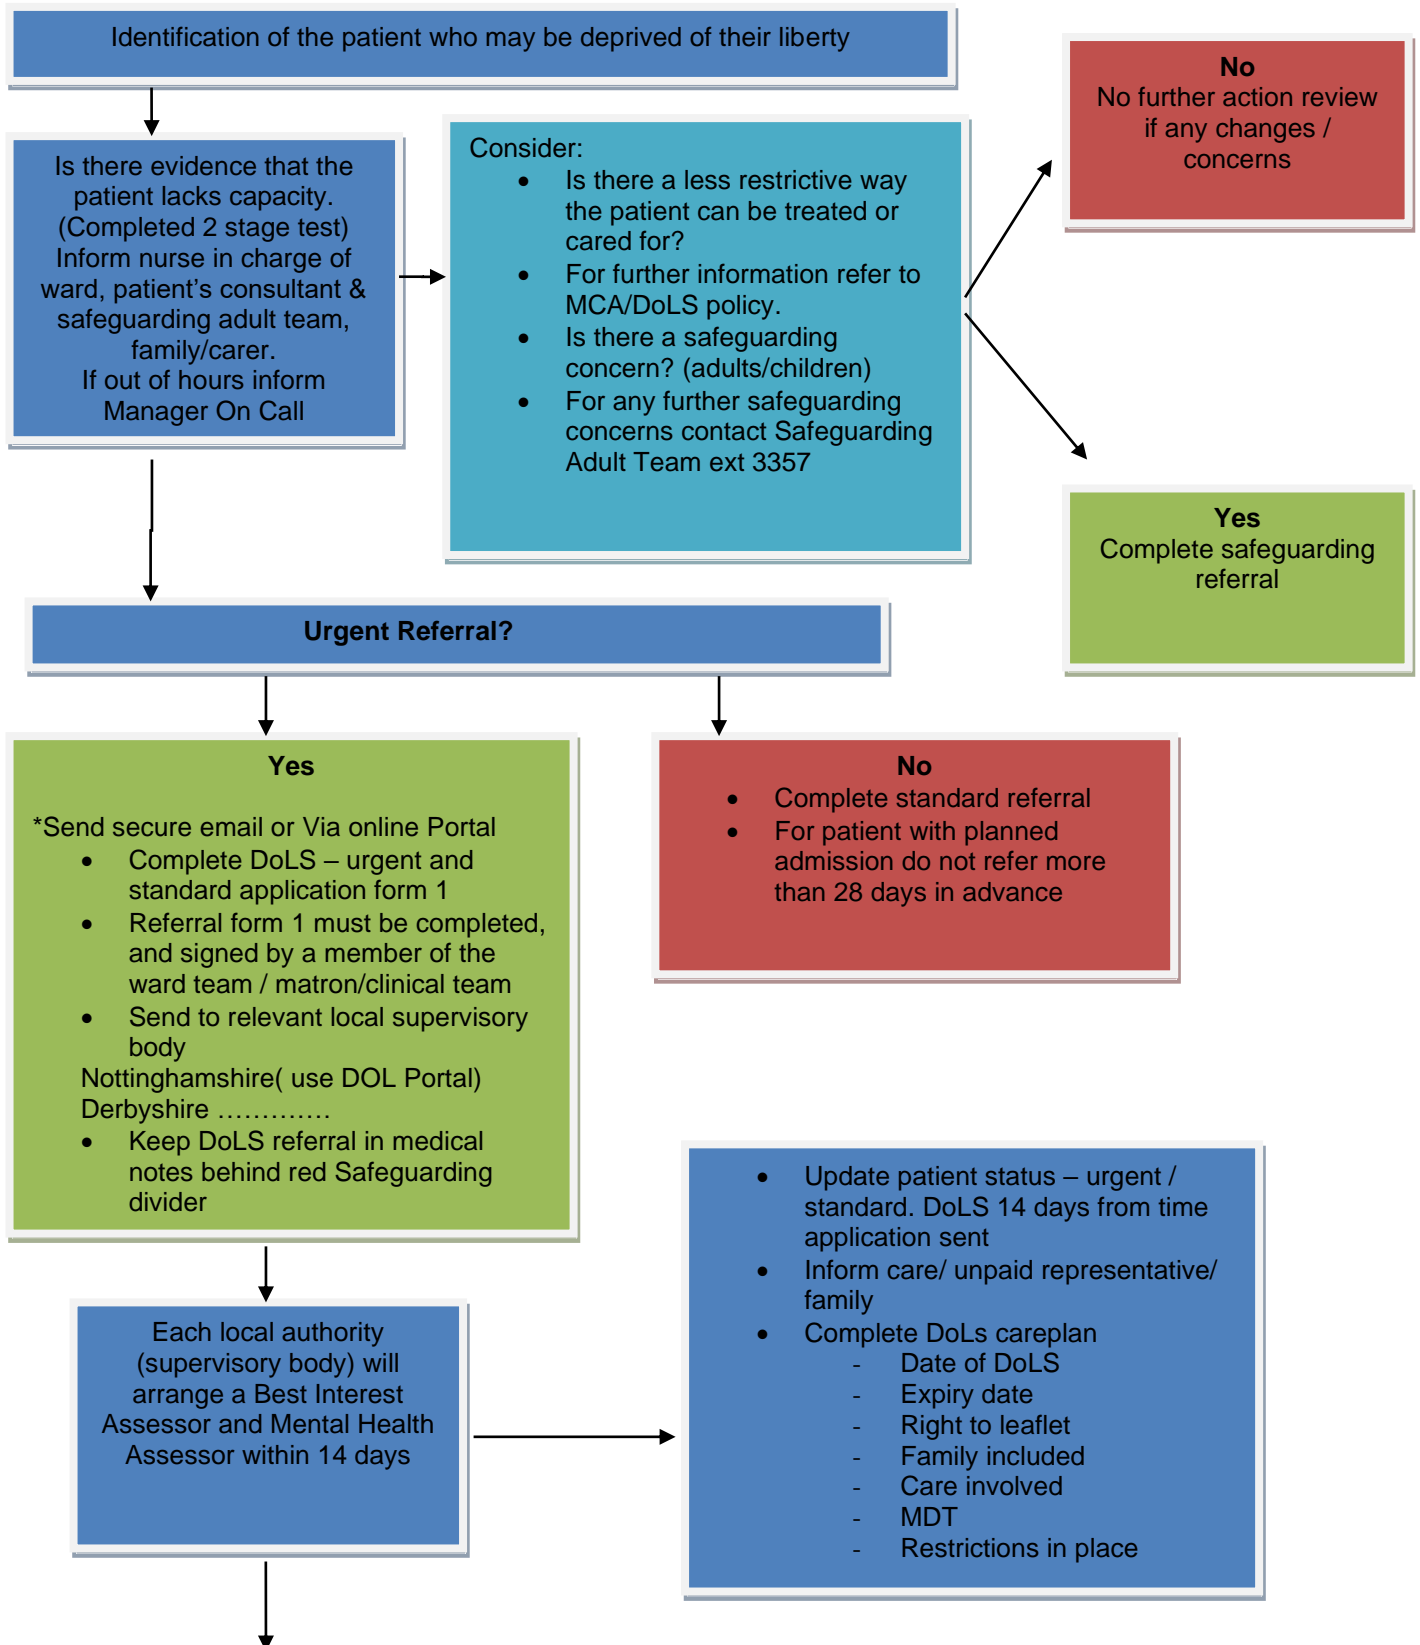 Identification of the patient who may be deprived of their liberty
Is there evidence that the
patient lacks capacity.
(Completed 2 stage test)
Inform nurse in charge of
ward, patient's consultant &
safeguarding adult team,
family/carer.
If out of hours inform
Manager On Call
Consider:
• Is there a less restrictive way
the patient can be treated or
cared for?
• For further information refer to
MCA/DoLS policy.
• Is there a safeguarding
concern? (adults/children)
• For any further safeguarding
concerns contact Safeguarding
Adult Team ext 3357
No
No further action review
if any changes /
concerns
Yes
Complete safeguarding
referral
Urgent Referral?
Yes
*Send secure email or Via online Portal
• Complete DoLS – urgent and
standard application form 1
• Referral form 1 must be completed,
and signed by a member of the
ward team / matron/clinical team
• Send to relevant local supervisory
body
Nottinghamshire( use DOL Portal)
Derbyshire ………….
• Keep DoLS referral in medical
notes behind red Safeguarding
divider
No
• Complete standard referral
• For patient with planned
admission do not refer more
than 28 days in advance
Each local authority
(supervisory body) will
arrange a Best Interest
Assessor and Mental Health
Assessor within 14 days
• Update patient status – urgent /
standard. DoLS 14 days from time
application sent
• Inform care/ unpaid representative/
family
• Complete DoLs careplan
- Date of DoLS
- Expiry date
- Right to leaflet
- Family included
- Care involved
- MDT
- Restrictions in place